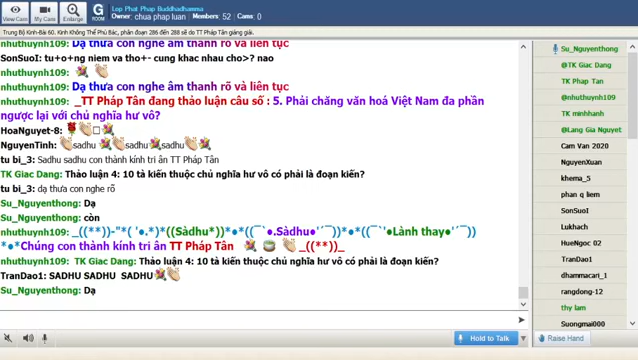 Lop Phat Phap Buddhadhamma
Owner: chua phap luan Members: 52 Cams: 0
View Cam
My Cam
Enlarge
G
ROOM
Trung Bộ Kinh-Bài 60. Kinh Không Thể Phủ Bác, phân đoạn 286 đến 288 sẽ do TT Pháp Tân giảng giải.
nhuthuynh109: Dạ thưa con nghe âm thanh rõ và liên tục
SonSuoI: tu+o+ng niem va tho+- cung khac nhau cho>? nao
nhuthuynh109:
nhuthuynh109: Dạ thưa con nghe âm thanh rõ và liên tục
nhuthuynh109: _TT Pháp Tân đang thảo luận câu số : 5. Phải chăng văn hoá Việt Nam đa phần
ngược lại với chủ nghĩa hư vô?
HoaNguyet-8:
NguyenTinh: sadhu sadhu sadhu
tu bi_3: Sadhu sadhu con thành kính tri ân TT Pháp Tân
TK Giac Dang: Thảo luận 4: 10 tà kiến thuộc chủ nghĩa hư vô có phải là đoạn kiến?
tu bi_3: dạ thưa con nghe rõ
Su_Nguyenthong: Dạ
Su_Nguyenthong: còn
nhuthuynh109: _((**))-"*( '•.*)•((Sàdhu))*●*●((¯`●.Sàdhu●'´¯))*●*●((¯`●Lành thay●'´¯))
*●*Chúng con thành kính tri ân TT Pháp Tân _((**))_
nhuthuynh109: TK Giac Dang: Thảo luận 4: 10 tà kiến thuộc chủ nghĩa hư vô có phải là đoạn kiến?
TranDao1: SADHU SADHU SADHU
Su_Nguyenthong: Dạ
Su_Nguyenthong
@TK Giac Dang
TK Phap Tan
@nhuthuynh109
TK minhhanh
@Lang Gia Nguyet
Cam Van 2020
NguyenXuan
khema_5
phan q liem
SonSuoI
Lukhach
HueNgoc 02
TranDao1
dhammacari_1
rangdong-12
thy lam
Suongmai000
Hold to Talk
Raise Hand